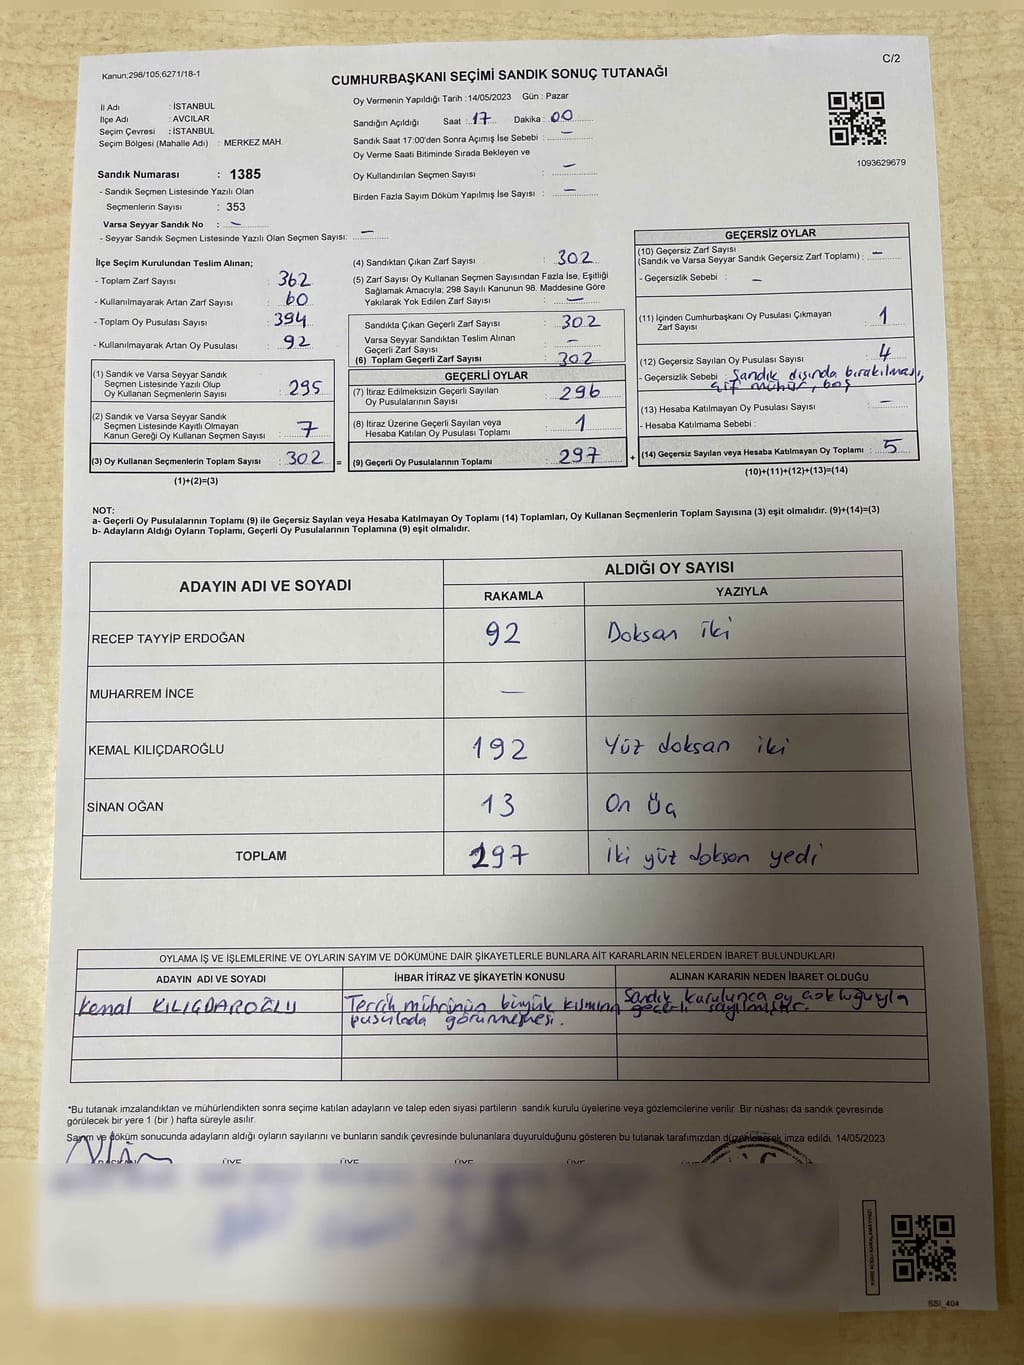 Kanun;298/105,6271/18-1
C/2
CUMHURBAŞKANI SEÇİMİ SANDIK SONUÇ TUTANAĞI
İl Adı : İSTANBUL
İlçe Adı : AVCILAR
Seçim Çevresi : İSTANBUL
Seçim Bölgesi (Mahalle Adı) : MERKEZ MAH.
Oy Vermenin Yapıldığı Tarih :14/05/2023 Gün : Pazar
Sandığın Açıldığı Saat : 17 Dakika : 00
Sandık Saat 17:00'den Sonra Açımış İse Sebebi : —
Oy Verme Saati Bitiminde Sırada Bekleyen ve
Oy Kullandırılan Seçmen Sayısı : —
Birden Fazla Sayım Döküm Yapılmış İse Sayısı : —
1093629679
Sandık Numarası : 1385
- Sandık Seçmen Listesinde Yazılı Olan
Seçmenlerin Sayısı : 353
Varsa Seyyar Sandık No : —
- Seyyar Sandık Seçmen Listesinde Yazılı Olan Seçmen Sayısı: —
İlçe Seçim Kurulundan Teslim Alınan;
- Toplam Zarf Sayısı : 362
- Kullanılmayarak Artan Zarf Sayısı : 60
- Toplam Oy Pusulası Sayısı : 394
- Kullanılmayarak Artan Oy Pusulası : 92
(1) Sandık ve Varsa Seyyar Sandık
Seçmen Listesinde Yazılı Olup
Oy Kullanan Seçmenlerin Sayısı : 295
(2) Sandık ve Varsa Seyyar Sandık
Seçmen Listesinde Kayıtlı Olmayan
Kanun Gereği Oy Kullanan Seçmen Sayısı : 7
(3) Oy Kullanan Seçmenlerin Toplam Sayısı : 302 =
(1)+(2)=(3)
(4) Sandıktan Çıkan Zarf Sayısı : 302
(5) Zarf Sayısı Oy Kullanan Seçmen Sayısından Fazla İse, Eşitliği
Sağlamak Amacıyla; 298 Sayılı Kanunun 98. Maddesine Göre
Yakılarak Yok Edilen Zarf Sayısı : —
Sandıkta Çıkan Geçerli Zarf Sayısı : 302
Varsa Seyyar Sandıktan Teslim Alınan
Geçerli Zarf Sayısı : —
(6) Toplam Geçerli Zarf Sayısı : 302
GEÇERLİ OYLAR
(7) İtiraz Edilmeksizin Geçerli Sayılan
Oy Pusulalarının Sayısı : 296
(8) İtiraz Üzerine Geçerli Sayılan veya
Hesaba Katılan Oy Pusulası Toplamı : 1
(9) Geçerli Oy Pusulalarının Toplamı : 297 +
GEÇERSİZ OYLAR
(10) Geçersiz Zarf Sayısı
(Sandık ve Varsa Seyyar Sandık Geçersiz Zarf Toplamı) : —
- Geçersizlik Sebebi : —
(11) İçinden Cumhurbaşkanı Oy Pusulası Çıkmayan
Zarf Sayısı : 1
(12) Geçersiz Sayılan Oy Pusulası Sayısı : 4
- Geçersizlik Sebebi : Sandık dışında bırakılması,
çift mühür, boş
(13) Hesaba Katılmayan Oy Pusulası Sayısı : —
- Hesaba Katılmama Sebebi :
(14) Geçersiz Sayılan veya Hesaba Katılmayan Oy Toplamı : 5
(10)+(11)+(12)+(13)=(14)
NOT:
a- Geçerli Oy Pusulalarının Toplamı (9) ile Geçersiz Sayılan veya Hesaba Katılmayan Oy Toplamı (14) Toplamları, Oy Kullanan Seçmenlerin Toplam Sayısına (3) eşit olmalıdır. (9)+(14)=(3)
b- Adayların Aldığı Oyların Toplamı, Geçerli Oy Pusulalarının Toplamına (9) eşit olmalıdır.
ADAYIN ADI VE SOYADI ALDIĞI OY SAYISI
RAKAMLA YAZIYLA
RECEP TAYYİP ERDOĞAN 92 Doksan iki
MUHARREM İNCE —
KEMAL KILIÇDAROĞLU 192 Yüz doksan iki
SİNAN OĞAN 13 On Üç
TOPLAM 297 İki yüz doksan yedi
OYLAMA İŞ VE İŞLEMLERİNE VE OYLARIN SAYIM VE DÖKÜMÜNE DAİR ŞİKAYETLERLE BUNLARA AİT KARARLARIN NELERDEN İBARET BULUNDUKLARI
ADAYIN ADI VE SOYADI İHBAR İTİRAZ VE ŞİKAYETİN KONUSU ALINAN KARARIN NEDEN İBARET OLDUĞU
Kemal KILIÇDAROĞLU Tercih mührünün büyük kısmının Sandık kurulunca oy çokluğuyla
pusulada görünmemesi. geçerli sayılmıştır.
*Bu tutanak imzalandıktan ve mühürlendikten sonra seçime katılan adayların ve talep eden siyasi partilerin sandık kurulu üyelerine veya gözlemcilerine verilir. Bir nüshası da sandık çevresinde
görülecek bir yere 1 (bir ) hafta süreyle asılır.
Sayım ve döküm sonucunda adayların aldığı oyların sayılarını ve bunların sandık çevresinde bulunanlara duyurulduğunu gösteren bu tutanak tarafımızdan düzenlenerek imza edildi. 14/05/2023
BAŞKAN ÜYE ÜYE ÜYE ÜYE ÜYE
SSİ_404